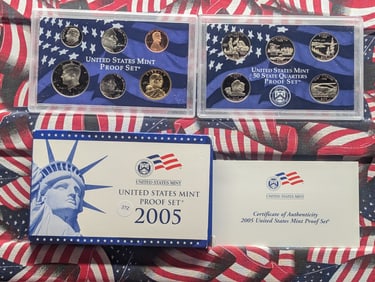 UNITED STATES MINT
PROOF SET®
UNITED STATES MINT
50 STATE QUARTERS
PROOF SET®
UNITED STATES MINT
UNITED STATES MINT
PROOF SET®
2005
UNITED STATES MINT
Certificate of Authenticity
2005 United States Mint Proof Set®